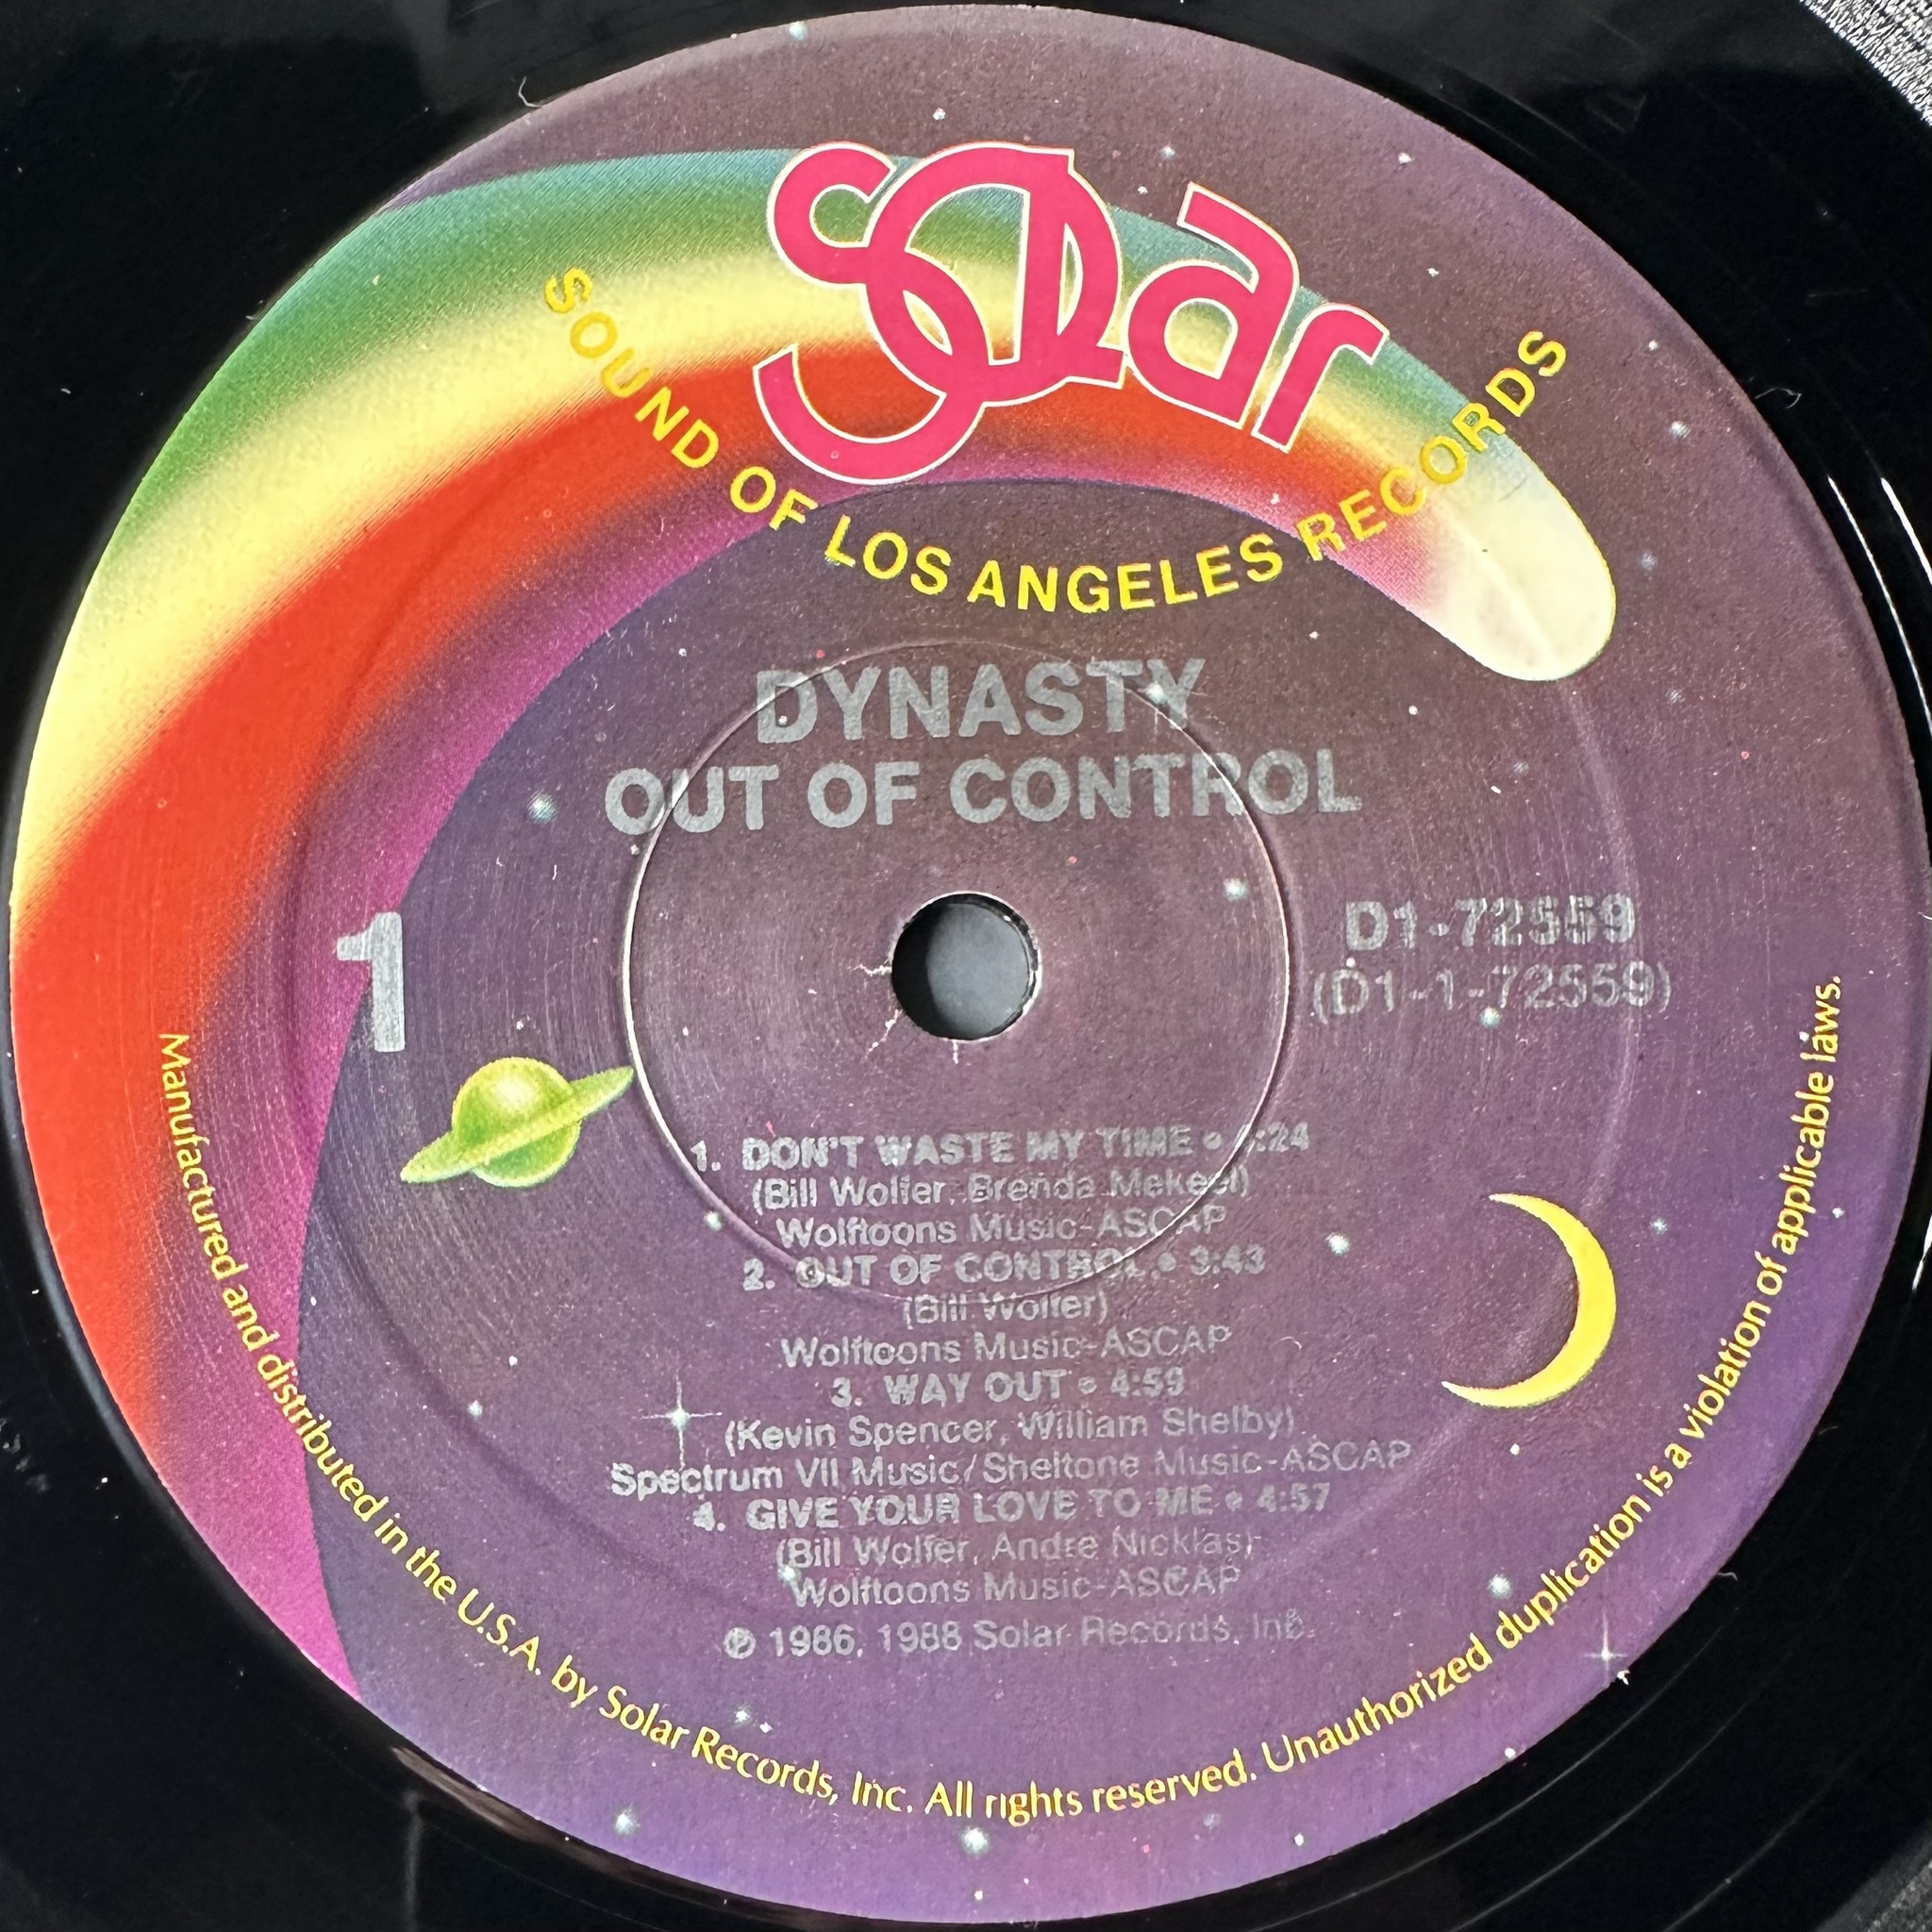 Solar
SOUND OF LOS ANGELES RECORDS
DYNASTY
OUT OF CONTROL
1
D1-72559
(D1-1-72559)
1. DON'T WASTE MY TIME • :24
(Bill Wolfer, Brenda Mekeel)
Wolftoons Music-ASCAP
2. OUT OF CONTROL • 3:43
(Bill Wolfer)
Wolftoons Music-ASCAP
3. WAY OUT • 4:59
(Kevin Spencer, William Shelby)
Spectrum VII Music/Sheltone Music-ASCAP
4. GIVE YOUR LOVE TO ME • 4:57
(Bill Wolfer, Andre Nicklas)
Wolftoons Music-ASCAP
℗ 1986, 1988 Solar Records, Inc.
Manufactured and distributed in the U.S.A. by Solar Records, Inc. All rights reserved. Unauthorized duplication is a violation of applicable laws.